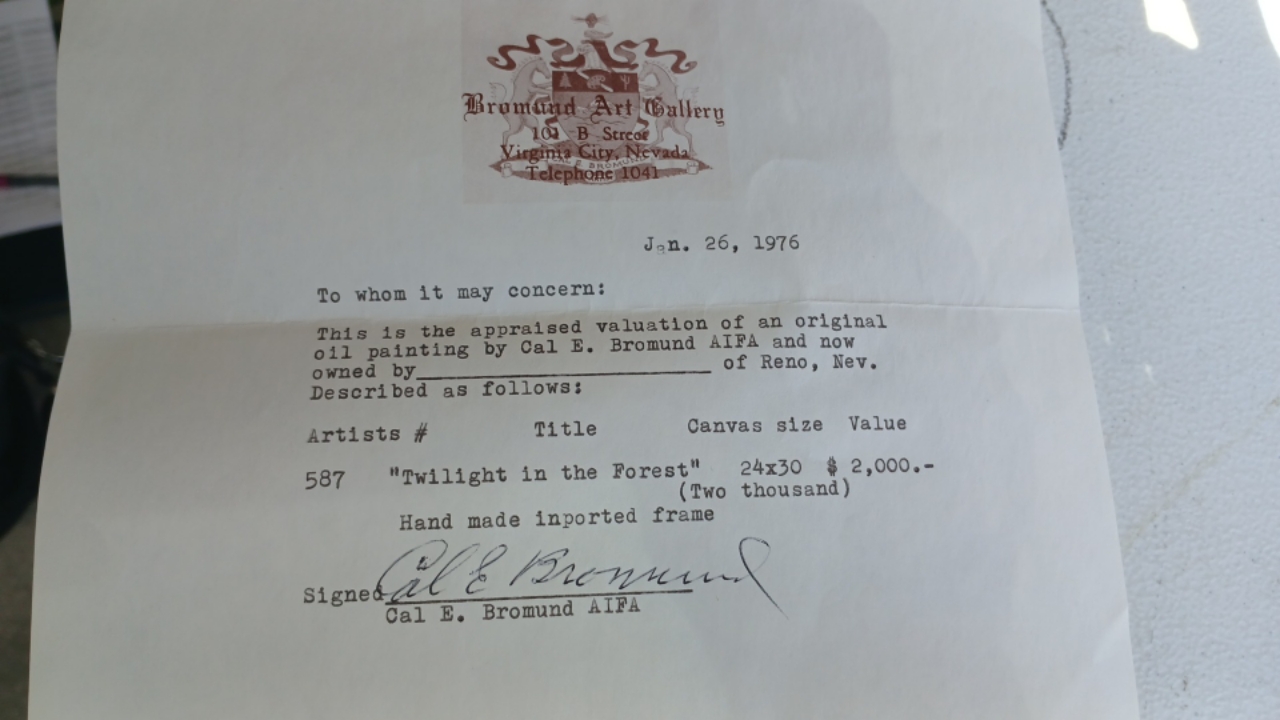 Bromund Art Gallery
101 B Street
Virginia City, Nevada
Telephone 1041
Jan. 26, 1976
To whom it may concern:
This is the appraised valuation of an original
oil painting by Cal E. Bromund AIFA and now
owned by______________________ of Reno, Nev.
Described as follows:
Artists # Title Canvas size Value
587 "Twilight in the Forest" 24x30 $ 2,000.-
(Two thousand)
Hand made inported frame
Signed Cal E Bromund
Cal E. Bromund AIFA